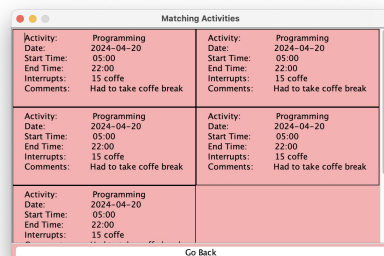 Matching Activities
Activity: Programming
Date: 2024-04-20
Start Time: 05:00
End Time: 22:00
Interrupts: 15 coffe
Comments: Had to take coffe break
Activity: Programming
Date: 2024-04-20
Start Time: 05:00
End Time: 22:00
Interrupts: 15 coffe
Comments: Had to take coffe break
Activity: Programming
Date: 2024-04-20
Start Time: 05:00
End Time: 22:00
Interrupts: 15 coffe
Comments: Had to take coffe break
Activity: Programming
Date: 2024-04-20
Start Time: 05:00
End Time: 22:00
Interrupts: 15 coffe
Comments: Had to take coffe break
Activity: Programming
Date: 2024-04-20
Start Time: 05:00
End Time: 22:00
Interrupts: 15 coffe
Go Back